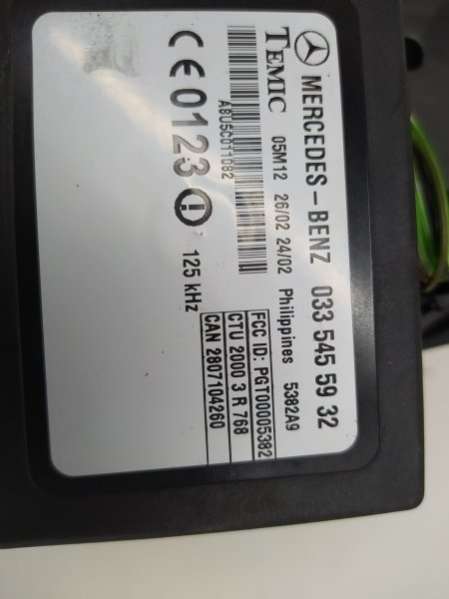 MERCEDES-BENZ 033 545 59 32
TEMIC 05M12 26/02 24/02 Philippines 5382A9
A8U5C011082
FCC ID: PGT00005382
CTU 2000 3 R 768
CAN 2807104260
CE0123 125 kHz